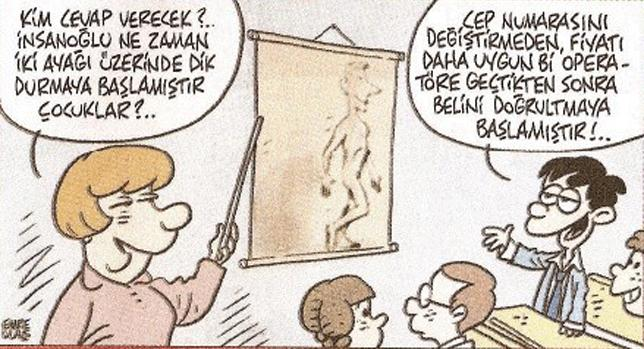 KİM CEVAP VERECEK?..
İNSANOĞLU NE ZAMAN
İKİ AYAĞI ÜZERİNDE DİK
DURMAYA BAŞLAMIŞTIR
ÇOCUKLAR?..
CEP NUMARASINI
DEĞİŞTİRMEDEN, FİYATI
DAHA UYGUN Bİ OPERA-
TÖRE GEÇTİKTEN SONRA
BELİNİ DOĞRULTMAYA
BAŞLAMIŞTIR!..
EMRE
ULAŞ